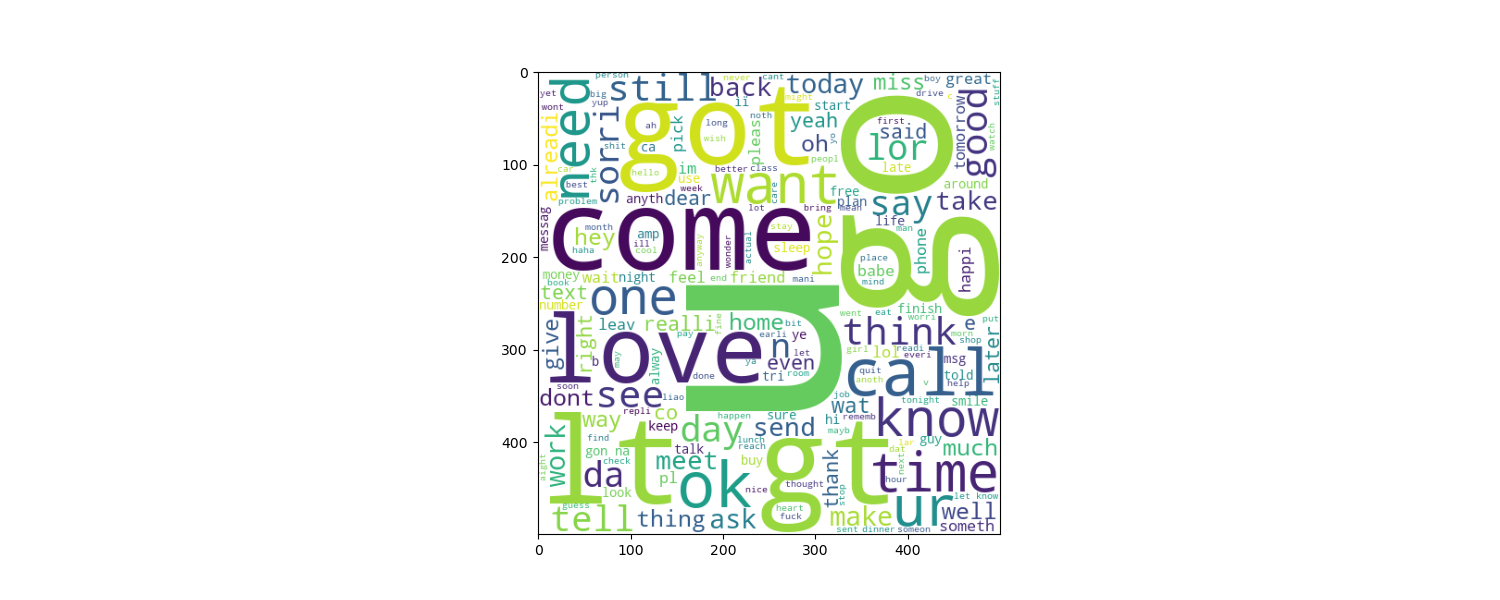 0
100
200
300
400
0
100
200
300
400
person
never
cant
miss
boy
great
yet
big
need
still
back
today
stuff
wont
yup
ii
might
start
drive
c
good
alreadi
sorri
got
ah
long
noth
yeah
go
first
said
tomorrow
watch
shit
ca
pick
wish
pleas
oh
yo
lor
car
thk
hello
im
better
class
peopl
late
best
use
week
want
care
free
around
problem
anyth
dear
lot
bring
mean
plan
say
take
messag
come
month
amp
stay
hope
life
man
hey
ill
haha
cool
anyway
wonder
actual
sleep
phone
happi
place
babe
mind
money
wait
night
feel
end
friend
mani
book
text
number
one
u
went
eat
finish
worri
put
give
right
leav
realli
fine
home
bit
think
morn
e
shop
later
love
pay
earli
ye
n
let
b
may
alway
ya
even
girl
lol
readi
everi
msg
done
tri
room
call
quit
anoth
v
told
help
soon
dont
see
liao
job
wat
tonight
smile
repli
co
happen
sure
hi
rememb
know
way
keep
day
send
mayb
lt
gt
work
find
gon na
talk
lunch
reach
guy
lar
dat
next
much
aight
check
da
meet
buy
thank
time
look
pl
ok
nice
thought
stop
hour
guess
heart
ur
let know
tell
thing
ask
fuck
make
well
sent
dinner
someon
someth